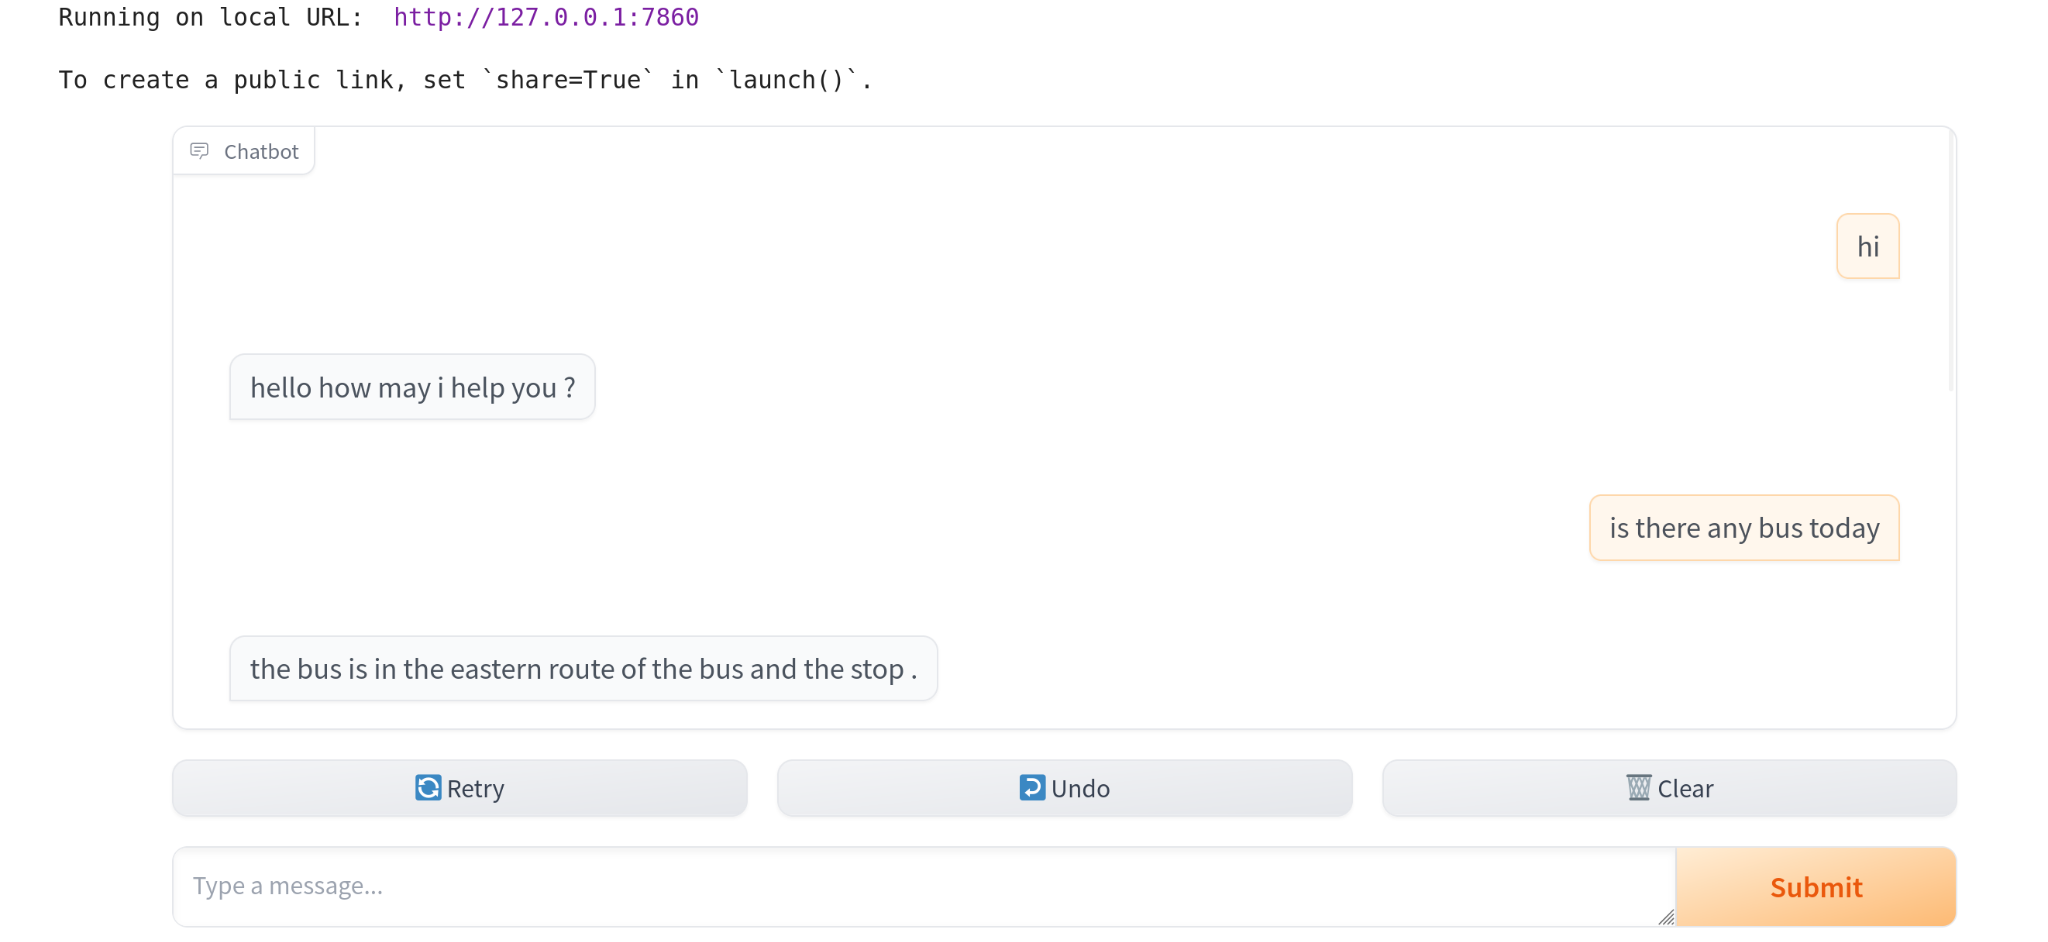 Running on local URL:  http://127.0.0.1:7860
To create a public link, set `share=True` in `launch()`.
Chatbot
hi
hello how may i help you ?
is there any bus today
the bus is in the eastern route of the bus and the stop .
Retry
Undo
Clear
Type a message...
Submit